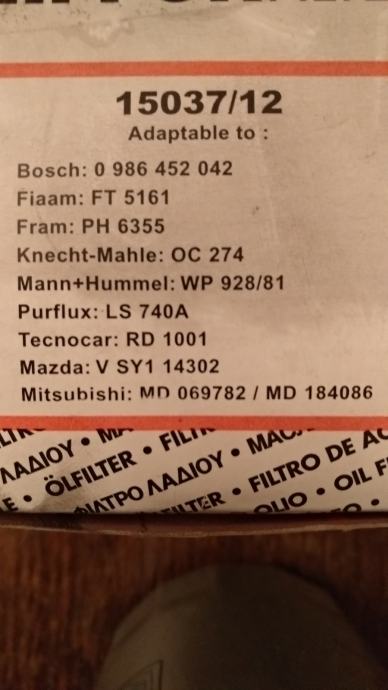 15037/12
Adaptable to :
Bosch: 0 986 452 042
Fiaam: FT 5161
Fram: PH 6355
Knecht-Mahle: OC 274
Mann+Hummel: WP 928/81
Purflux: LS 740A
Tecnocar: RD 1001
Mazda: V SY1 14302
Mitsubishi: MD 069782 / MD 184086
ΛΑΔΙΟΥ •
• ÖLFILTER •
ΦΙΛΤΡΟ ΛΑΔΙΟΥ •
• FILTRO DE
• OIL